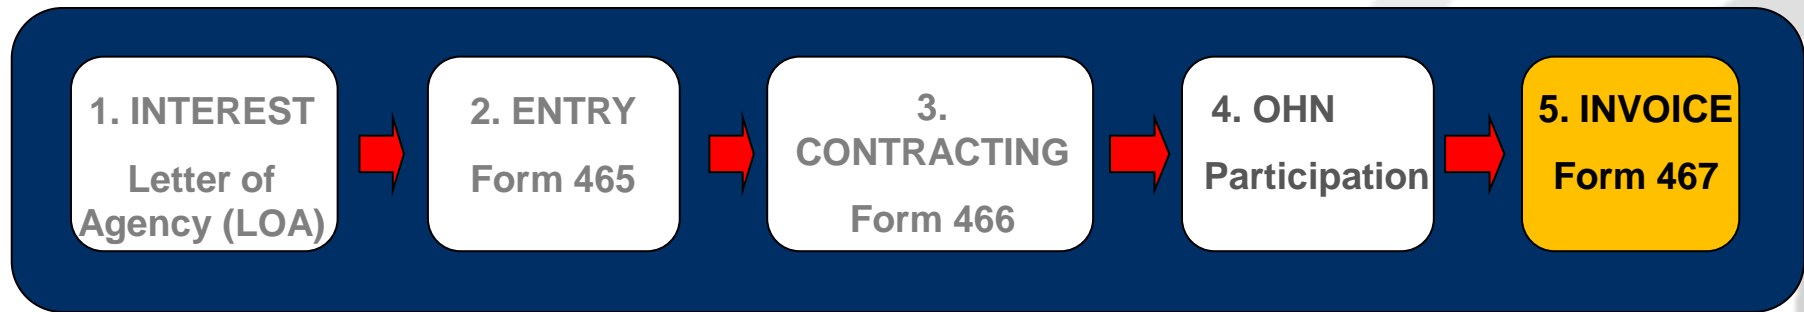 1. INTEREST
Letter of
Agency (LOA)
2. ENTRY
Form 465
3.
CONTRACTING
Form 466
4. OHN
Participation
5. INVOICE
Form 467